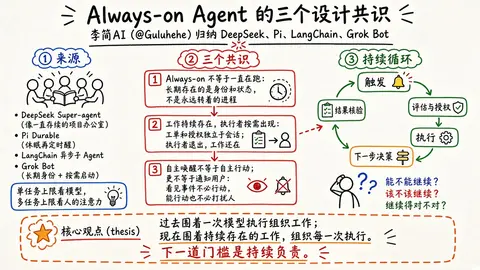 Always-on Agent 的三个设计共识
李简AI (@Guluhehe) 归纳 DeepSeek、Pi、LangChain、Grok Bot
① 来源
• DeepSeek Super-agent
(像一直存续的项目办公室)
• Pi Durable
(休眠再定时醒)
• LangChain 异步子 Agent
• Grok Bot
(长期身份 + 按需启动)
单任务上限看模型，
多任务上限看人的注意力
② 三个共识
1
Always-on 不等于一直在跑：
长期存在的是身份和状态，
不是永远转着的进程
2
工作持续存在，执行者按需出现：
工单和授权独立于会话；
执行者退出，工作还在
3
自主唤醒不等于自主行动；
更不等于通知用户：
看见事件不必行动，
能行动也不必打扰人
③ 持续循环
触发
评估与授权
执行
下一步决策
结果核验
???
能不能继续？
该不该继续？
继续得对不对？
核心观点 (thesis)
过去围着一次模型执行组织工作；
现在围着持续存在的工作，组织每一次执行。
下一道门槛是持续负责。